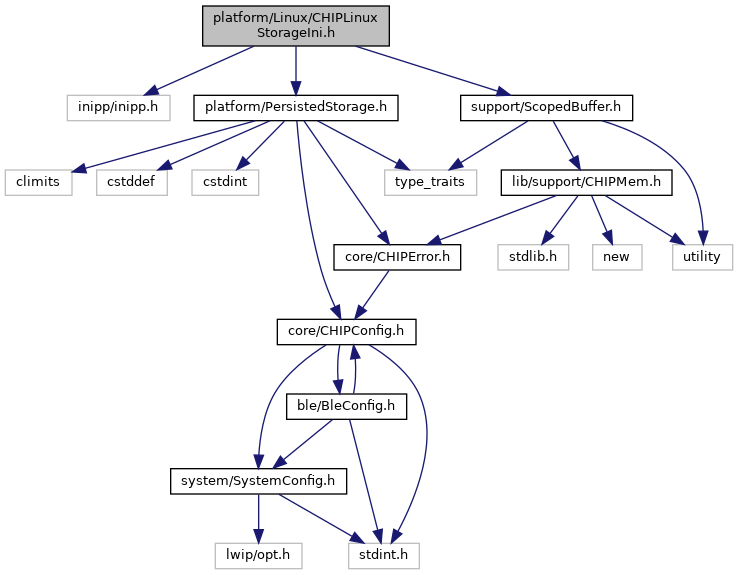 platform/Linux/CHIPLinux
StorageIni.h
inipp/inipp.h
platform/PersistedStorage.h
support/ScopedBuffer.h
climits
cstddef
cstdint
type_traits
lib/support/CHIPMem.h
core/CHIPError.h
stdlib.h
new
utility
core/CHIPConfig.h
ble/BleConfig.h
system/SystemConfig.h
lwip/opt.h
stdint.h